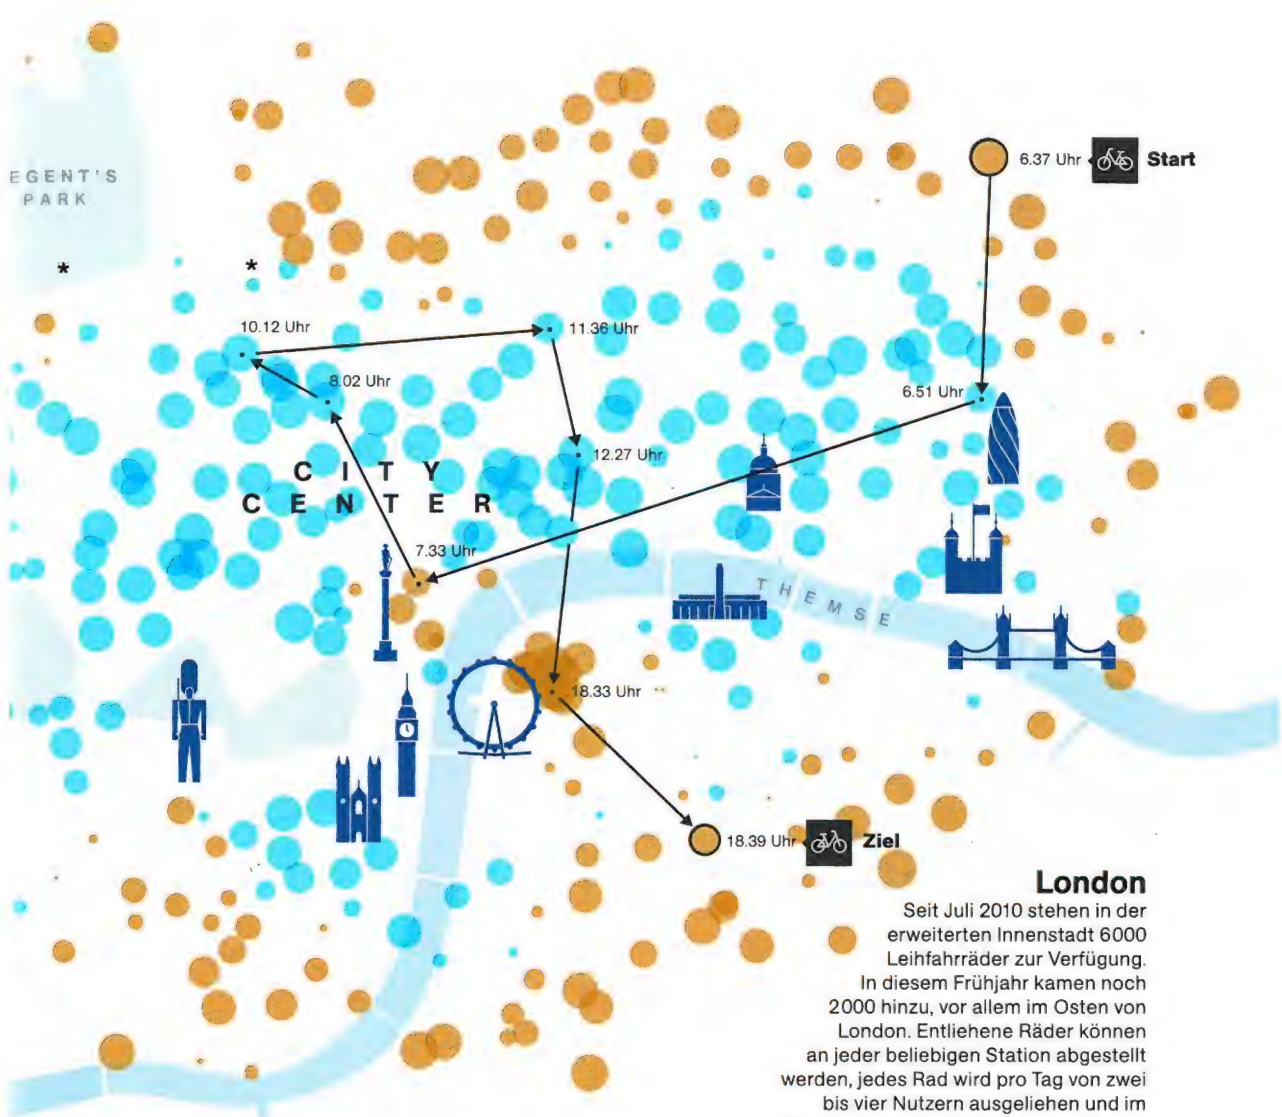 EGENT'S
PARK
*
*
6.37 Uhr
Start
10.12 Uhr
11.36 Uhr
8.02 Uhr
6.51 Uhr
12.27 Uhr
CITY
CENTER
7.33 Uhr
THEMSE
18.33 Uhr
18.39 Uhr
Ziel
London
Seit Juli 2010 stehen in der
erweiterten Innenstadt 6000
Leihfahrräder zur Verfügung.
In diesem Frühjahr kamen noch
2000 hinzu, vor allem im Osten von
London. Entliehene Räder können
an jeder beliebigen Station abgestellt
werden, jedes Rad wird pro Tag von zwei
bis vier Nutzern ausgeliehen und im